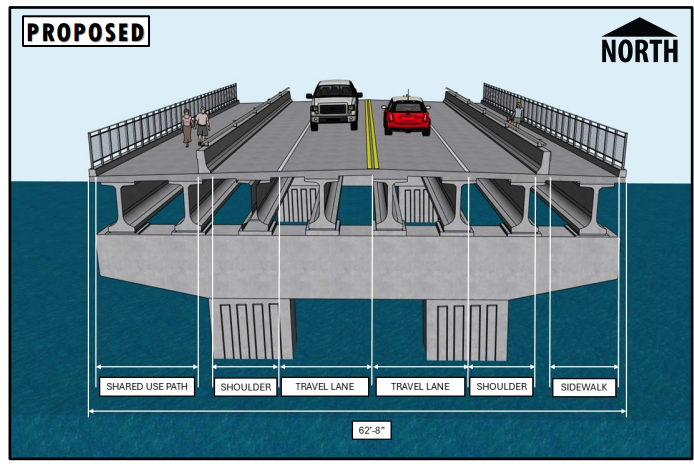 PROPOSED
NORTH
SHARED USE PATH
SHOULDER
TRAVEL LANE
TRAVEL LANE
SHOULDER
SIDEWALK
62'-8"